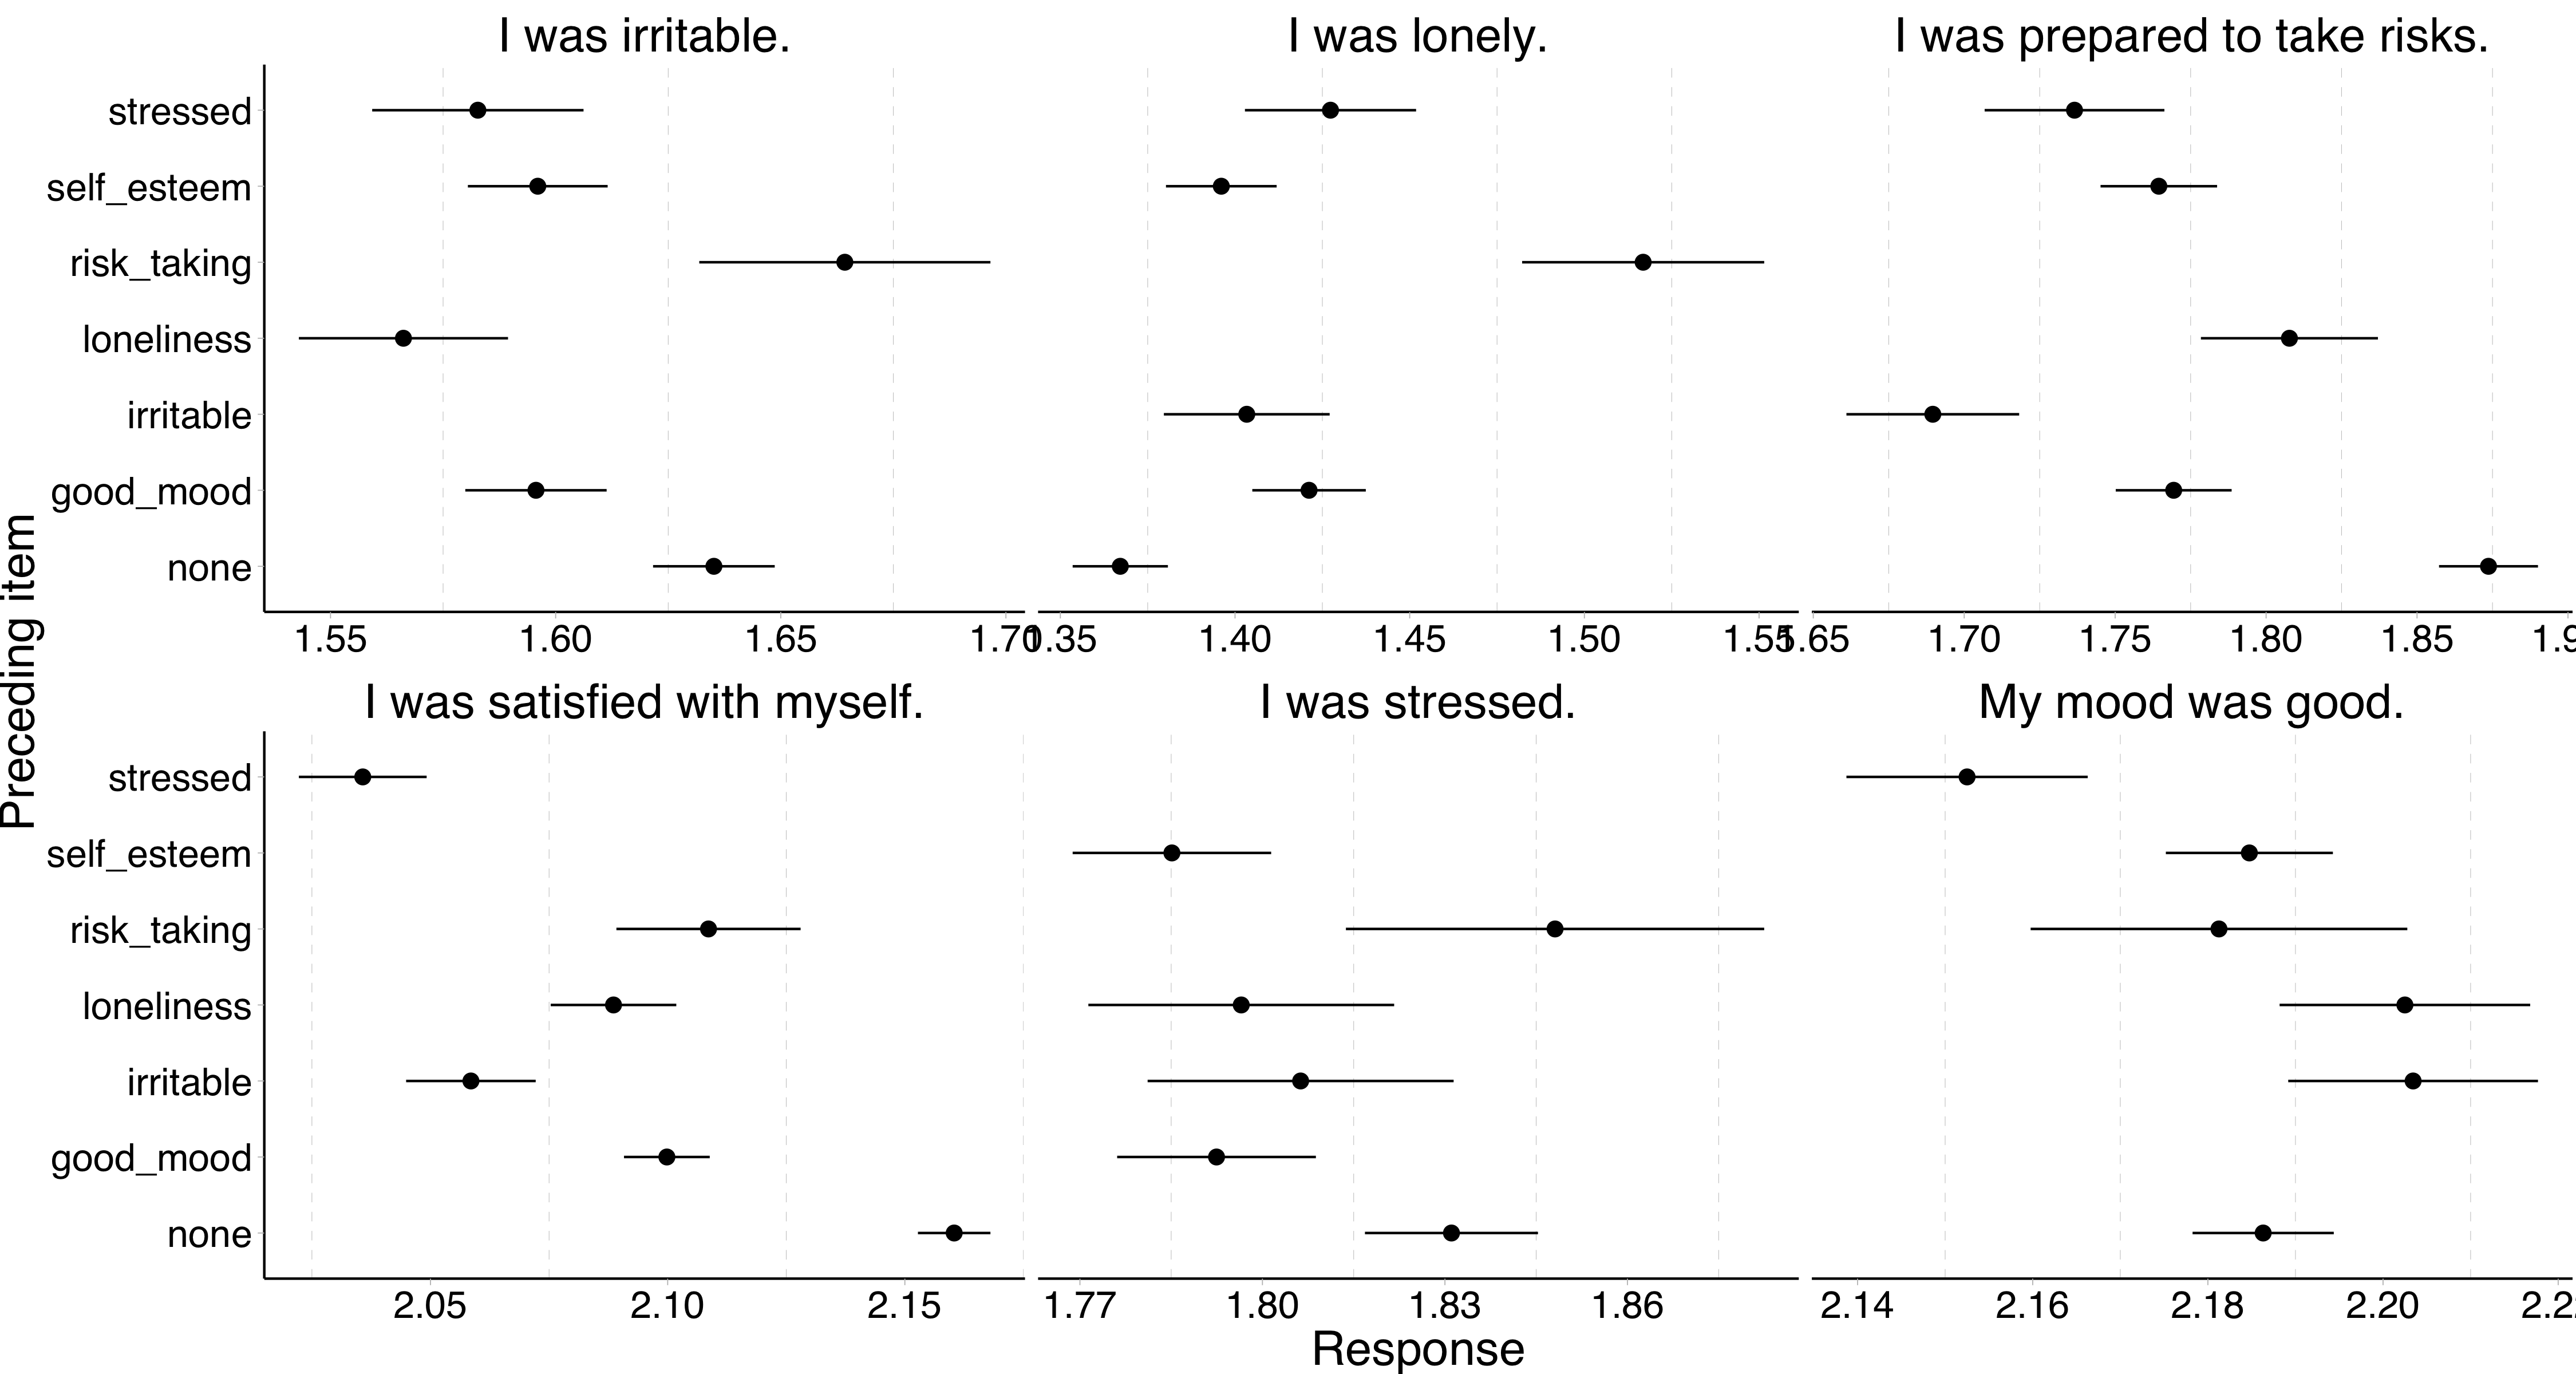 I was irritable. I was lonely. I was prepared to take risks.
stressed
self_esteem
risk_taking
loneliness
irritable
good_mood
none
1.55 1.60 1.65 1.70 1.35 1.40 1.45 1.50 1.55 1.65 1.70 1.75 1.80 1.85 1.9
Preceding item
I was satisfied with myself. I was stressed. My mood was good.
stressed
self_esteem
risk_taking
loneliness
irritable
good_mood
none
2.05 2.10 2.15 1.77 1.80 1.83 1.86 2.14 2.16 2.18 2.20 2.2
Response